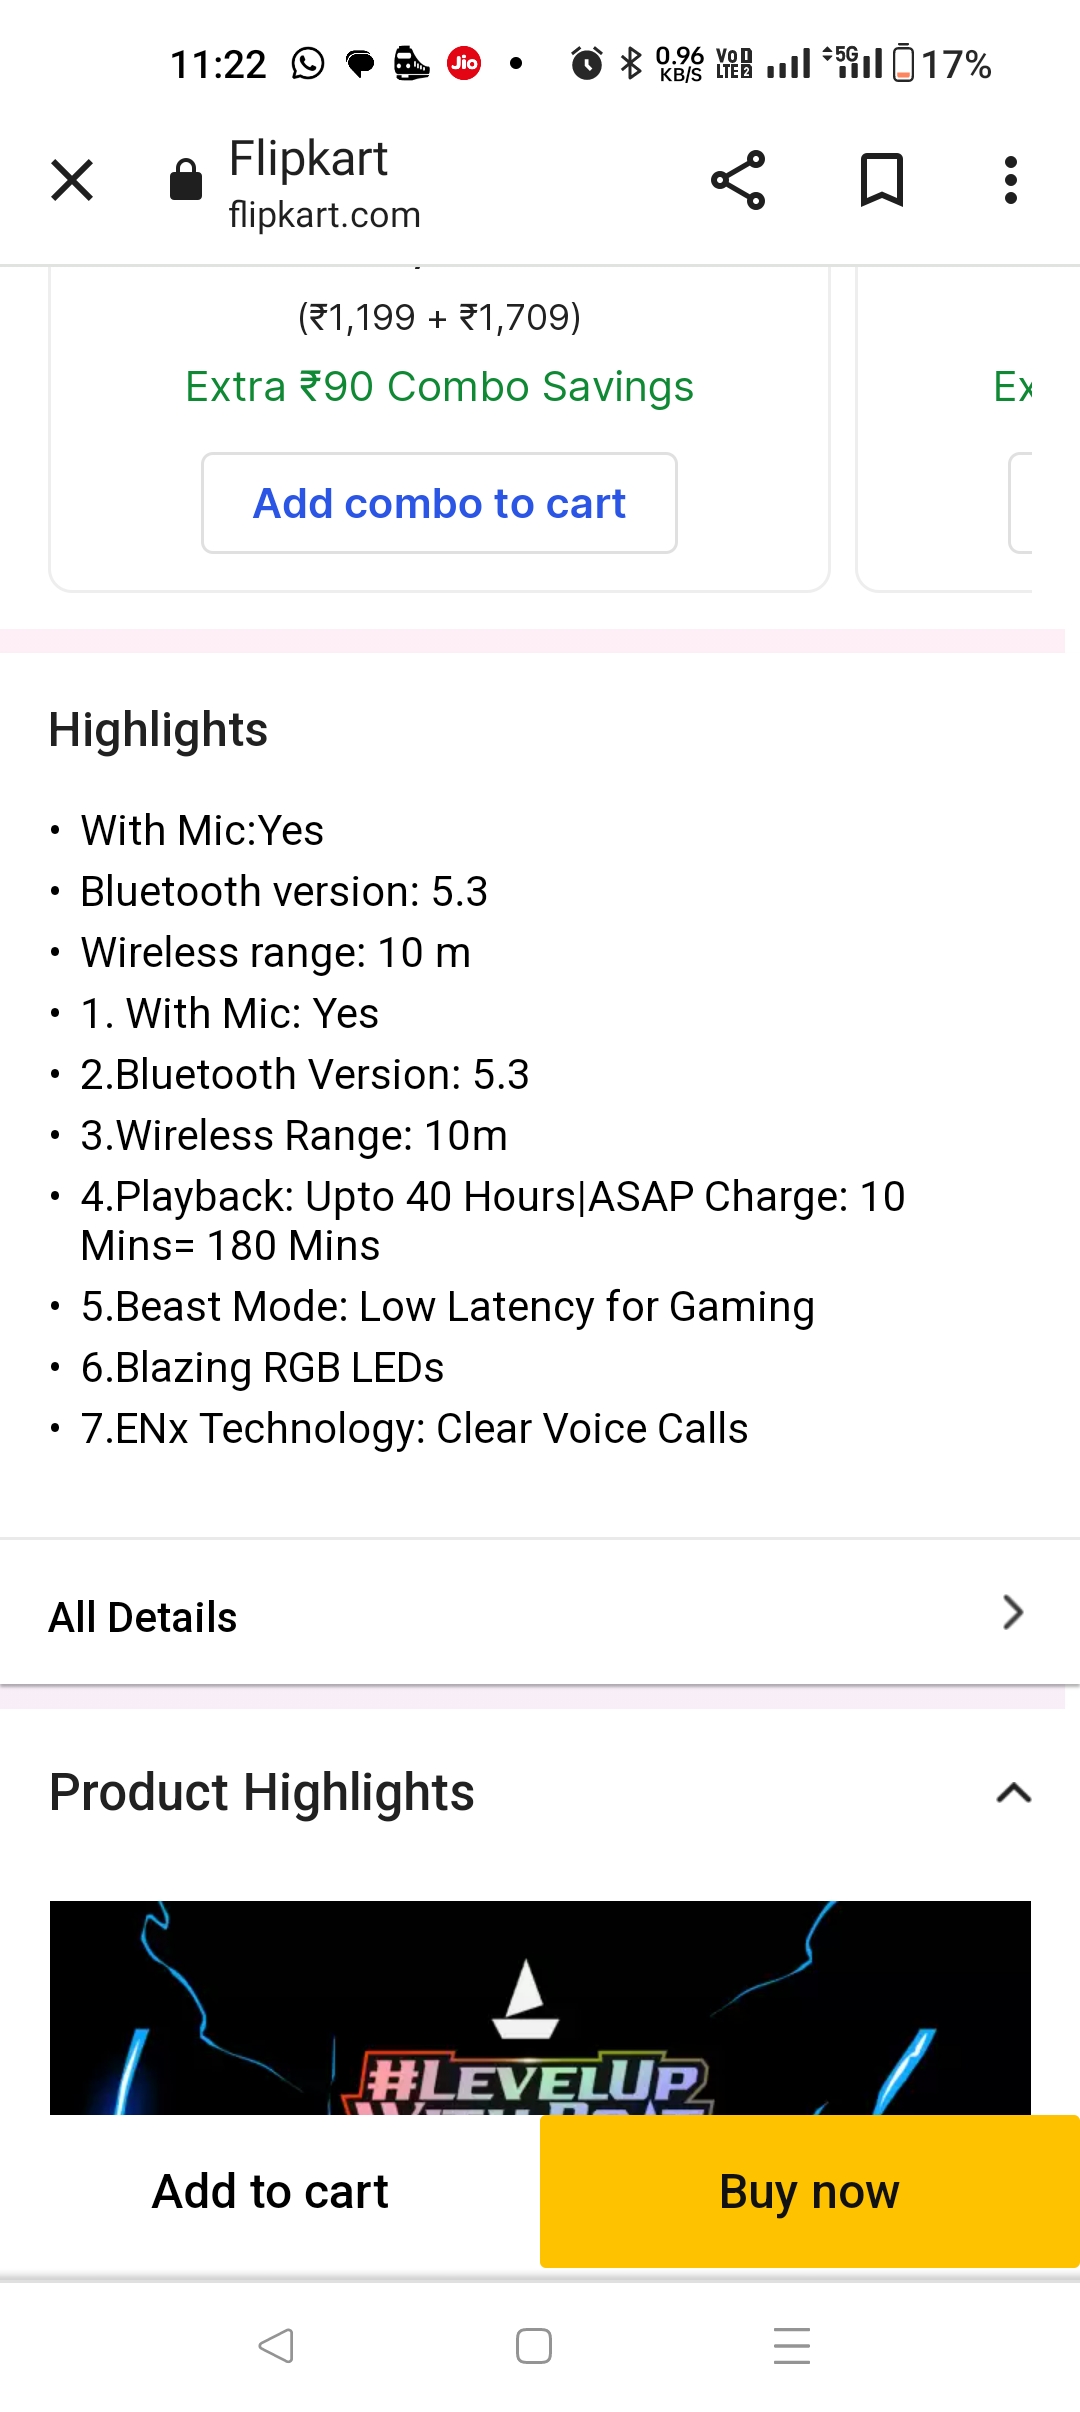 11:22 Jio 0.96 KB/S VoD LTE2 5G 17%
Flipkart
flipkart.com
(₹1,199 + ₹1,709)
Extra ₹90 Combo Savings
Ex
Add combo to cart
Highlights
• With Mic:Yes
• Bluetooth version: 5.3
• Wireless range: 10 m
• 1. With Mic: Yes
• 2.Bluetooth Version: 5.3
• 3.Wireless Range: 10m
• 4.Playback: Upto 40 Hours|ASAP Charge: 10
Mins= 180 Mins
• 5.Beast Mode: Low Latency for Gaming
• 6.Blazing RGB LEDs
• 7.ENx Technology: Clear Voice Calls
All Details
Product Highlights
#LEVELUP
Add to cart
Buy now